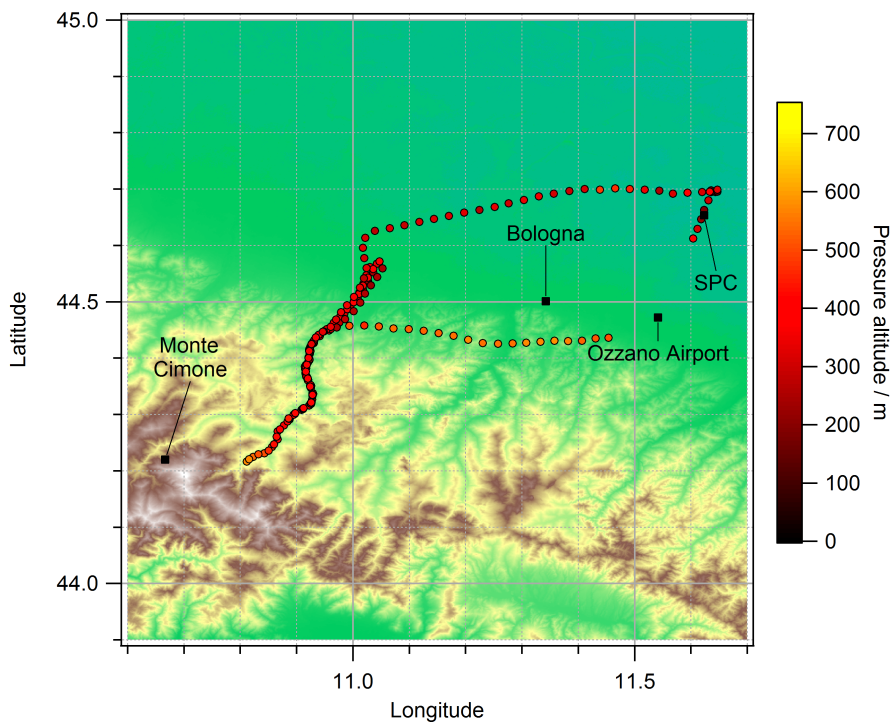 45.0
44.5
44.0
Latitude
11.0
11.5
Longitude
Bologna
SPC
Ozzano Airport
Monte
Cimone
700
600
500
400
300
200
100
0
Pressure altitude / m